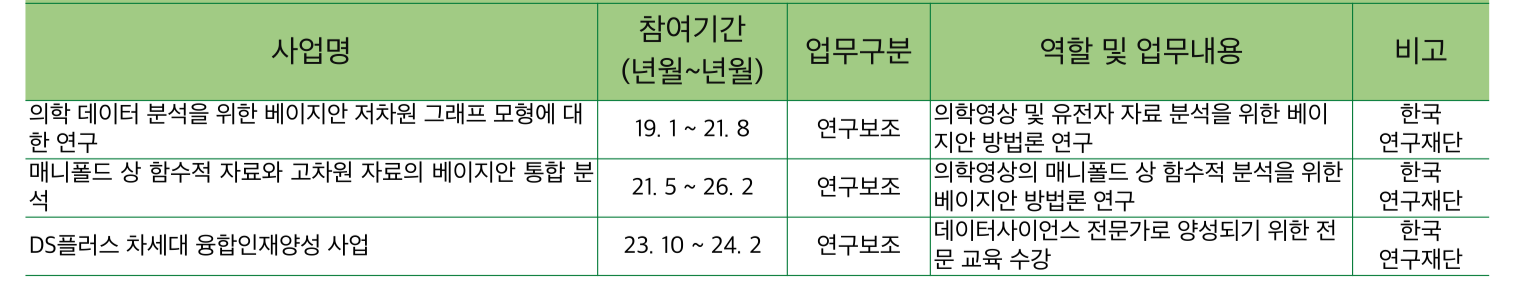 사업명 참여기간 (년월~년월) 업무구분 역할 및 업무내용 비고
의학 데이터 분석을 위한 베이지안 저차원 그래프 모형에 대
한 연구
19. 1 ~ 21. 8
연구보조
의학영상 및 유전자 자료 분석을 위한 베이
지안 방법론 연구
한국
연구재단
매니폴드 상 함수적 자료와 고차원 자료의 베이지안 통합 분
석
21. 5 ~ 26. 2
연구보조
의학영상의 매니폴드 상 함수적 분석을 위한
베이지안 방법론 연구
한국
연구재단
DS플러스 차세대 융합인재양성 사업
23. 10 ~ 24. 2
연구보조
데이터사이언스 전문가로 양성되기 위한 전
문 교육 수강
한국
연구재단